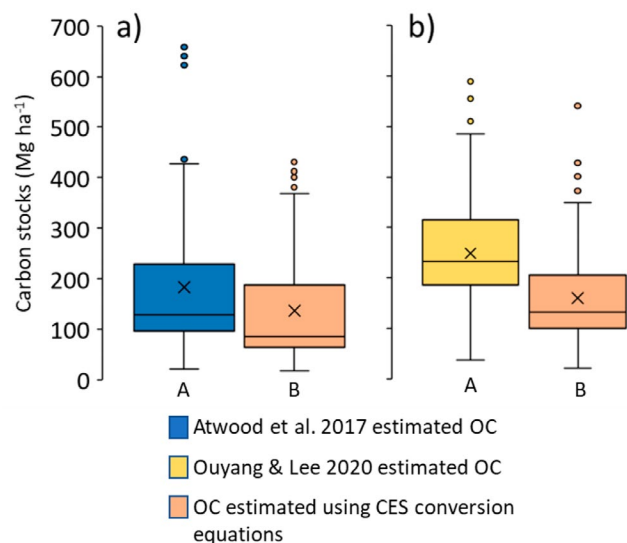 a)
b)
Carbon stocks (Mg ha⁻¹)
700
600
500
400
300
200
100
0
A
B
A
B
Atwood et al. 2017 estimated OC
Ouyang & Lee 2020 estimated OC
OC estimated using CES conversion
equations